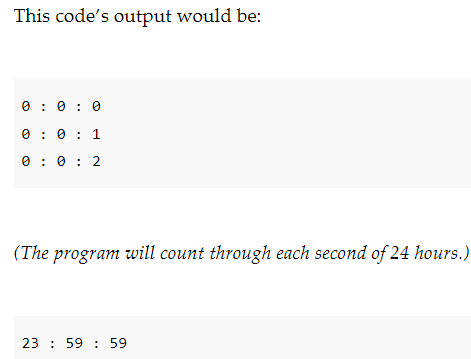 This code’s output would be:
0 : 0 : 0
0 : 0 : 1
0 : 0 : 2
(The program will count through each second of 24 hours.)
23 : 59 : 59